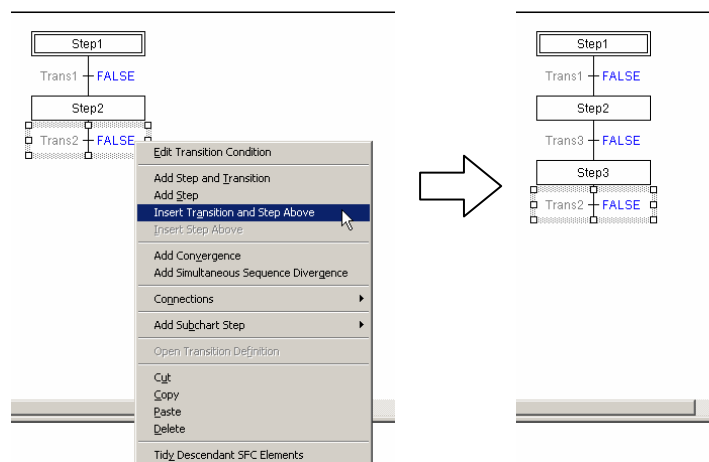 Step1
Trans1 FALSE
Step2
Trans2 FALSE
Edit Transition Condition
Add Step and Transition
Add Step
Insert Transition and Step Above
Insert Step Above
Add Convergence
Add Simultaneous Sequence Divergence
Connections
Add Subchart Step
Open Transition Definition
Cut
Copy
Paste
Delete
Tidy Descendant SFC Elements
Step1
Trans1 FALSE
Step2
Trans3 FALSE
Step3
Trans2 FALSE